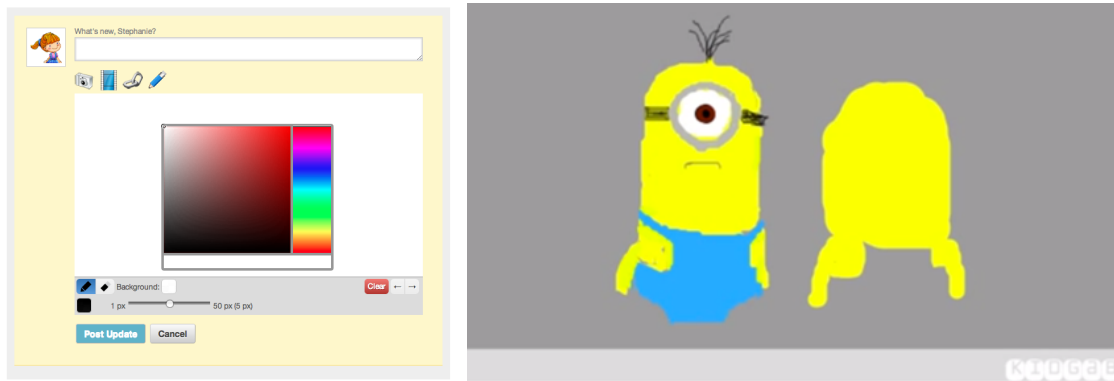 What's new, Stephanie?
Background:
Clear ← →
1 px 50 px (5 px)
Post Update Cancel